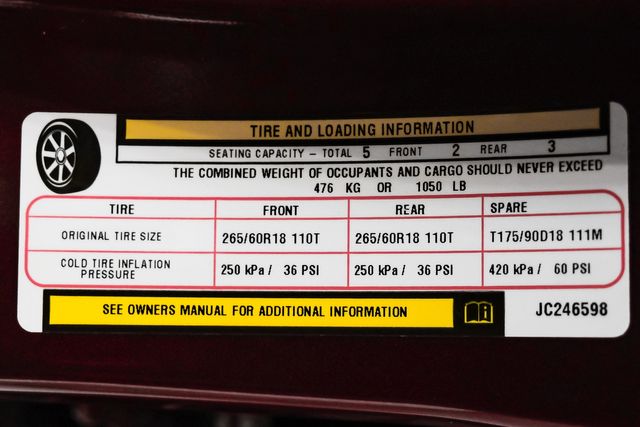 TIRE AND LOADING INFORMATION
SEATING CAPACITY – TOTAL 5 FRONT 2 REAR 3
THE COMBINED WEIGHT OF OCCUPANTS AND CARGO SHOULD NEVER EXCEED
476 KG OR 1050 LB
TIRE FRONT REAR SPARE
ORIGINAL TIRE SIZE 265/60R18 110T 265/60R18 110T T175/90D18 111M
COLD TIRE INFLATION
PRESSURE 250 kPa / 36 PSI 250 kPa / 36 PSI 420 kPa / 60 PSI
SEE OWNERS MANUAL FOR ADDITIONAL INFORMATION
JC246598